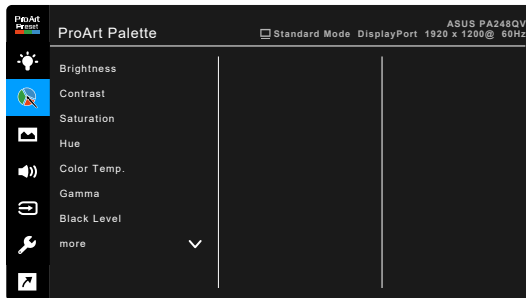 ProArt
Preset
ProArt Palette
ASUS PA248QV
Standard Mode DisplayPort 1920 x 1200@ 60Hz
Brightness
Contrast
Saturation
Hue
Color Temp.
Gamma
Black Level
more